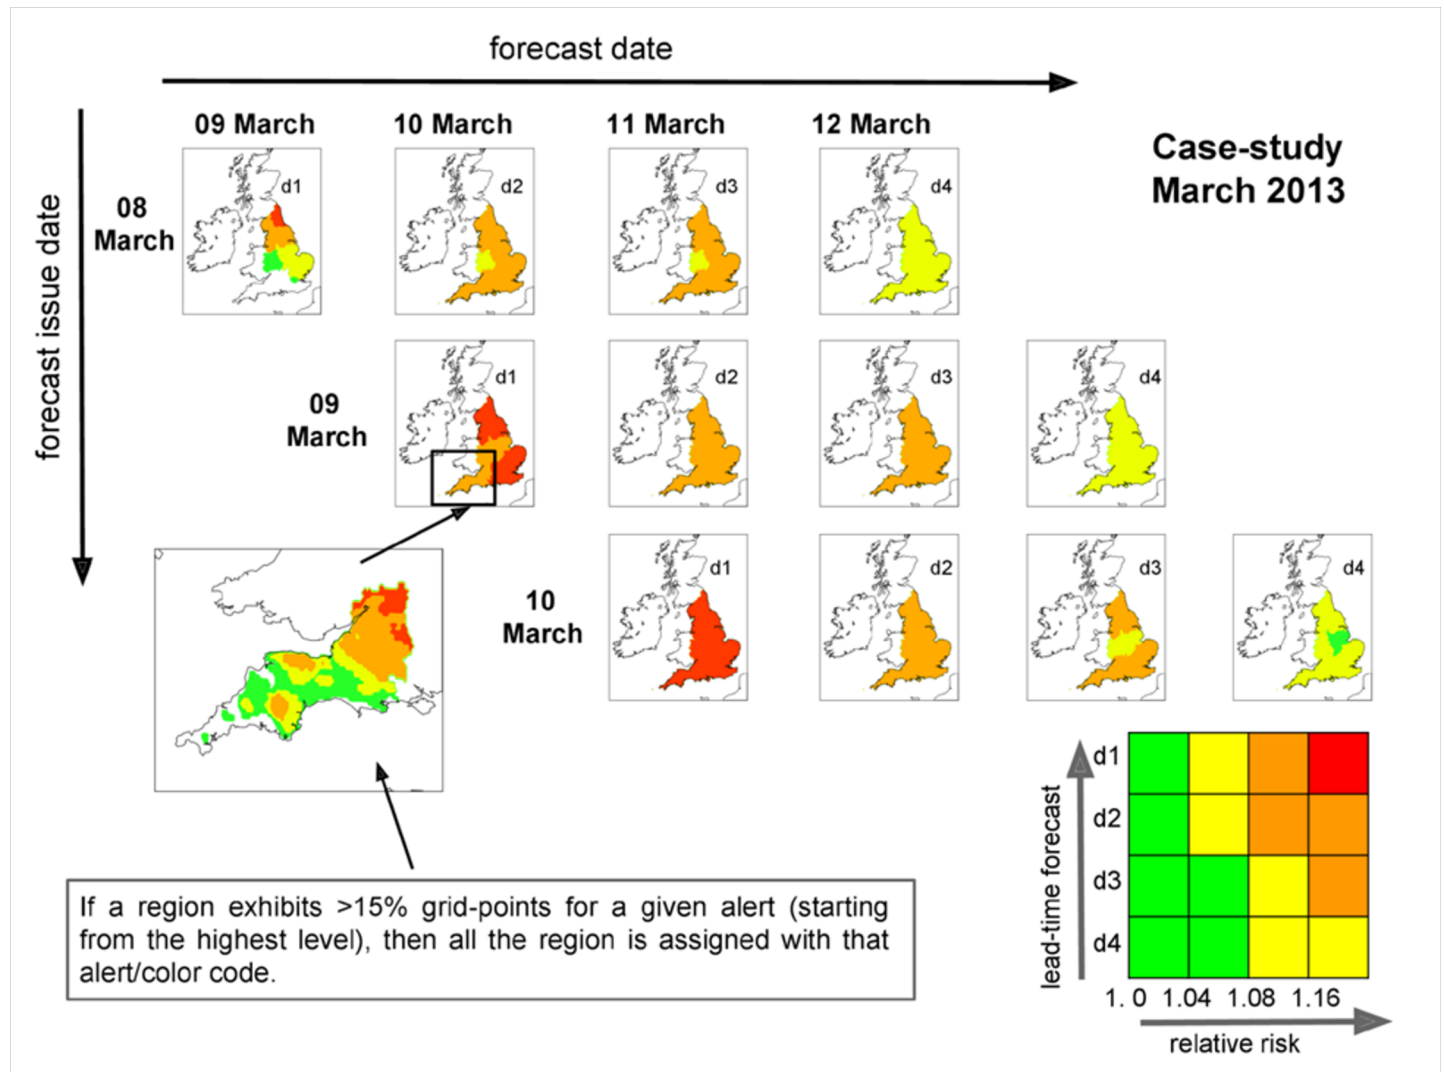 forecast date
09 March
10 March
11 March
12 March
Case-study
March 2013
forecast issue date
08
March
d1
d2
d3
d4
09
March
d1
d2
d3
d4
10
March
d1
d2
d3
d4
If a region exhibits >15% grid-points for a given alert (starting
from the highest level), then all the region is assigned with that
alert/color code.
lead-time forecast
d1
d2
d3
d4
1. 0 1.04 1.08 1.16
relative risk